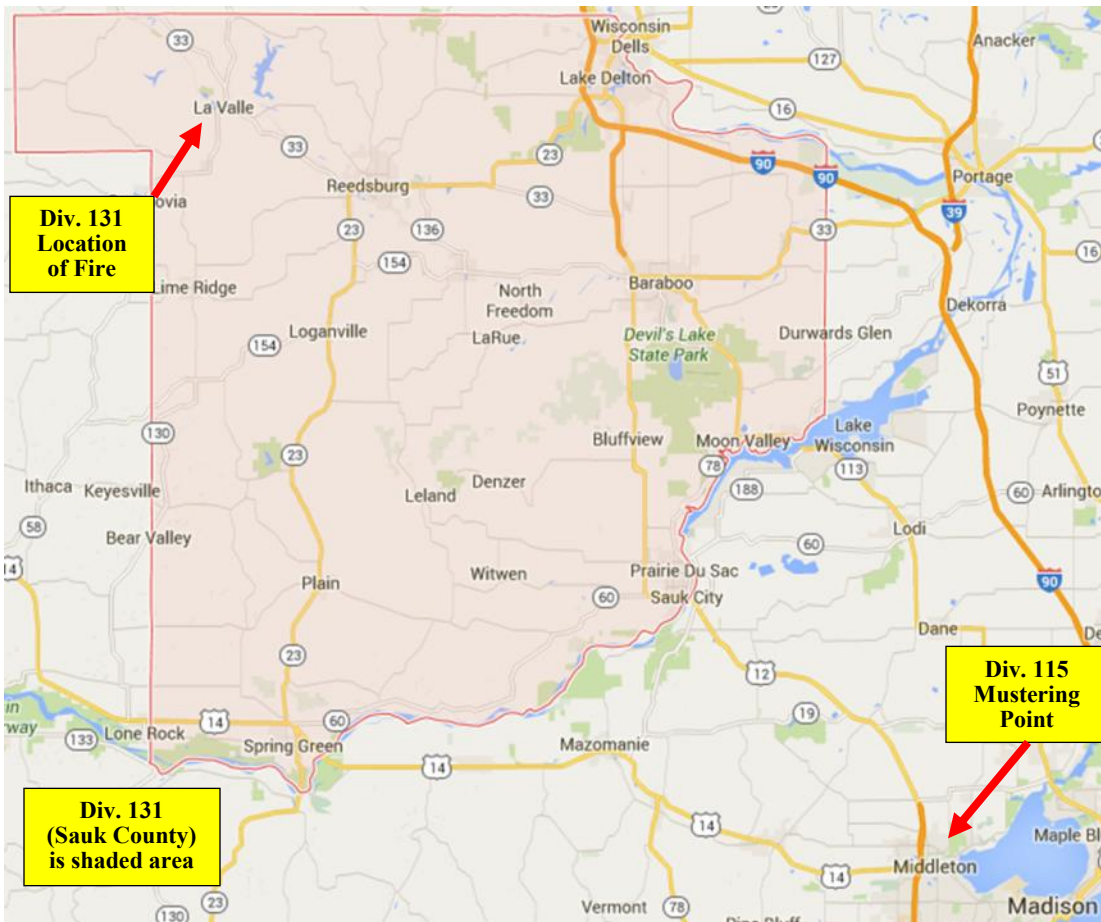 Wisconsin
Dells
Anacker
33
127
Lake Delton
16
La Valle
33
23
90
90
Portage
Reedsburg
33
39
Div. 131
Location
of Fire
ovia
23
136
33
16
154
Lime Ridge
North
Freedom
Baraboo
Dekorra
Loganville
LaRue
Devil's Lake
State Park
Durwards Glen
154
51
Poynette
130
Bluffview
Moon Valley
Lake
Wisconsin
23
78
113
Ithaca
Keyesville
Leland
Denzer
188
60
Arlington
58
Bear Valley
Lodi
60
14
Plain
Witwen
Prairie Du Sac
90
60
Sauk City
Dane
De
23
12
Div. 115
Mustering
Point
14
60
19
133
Lone Rock
Spring Green
Mazomanie
14
Div. 131
(Sauk County)
is shaded area
14
Maple Bl
Middleton
14
130
23
Vermont
78
Madison